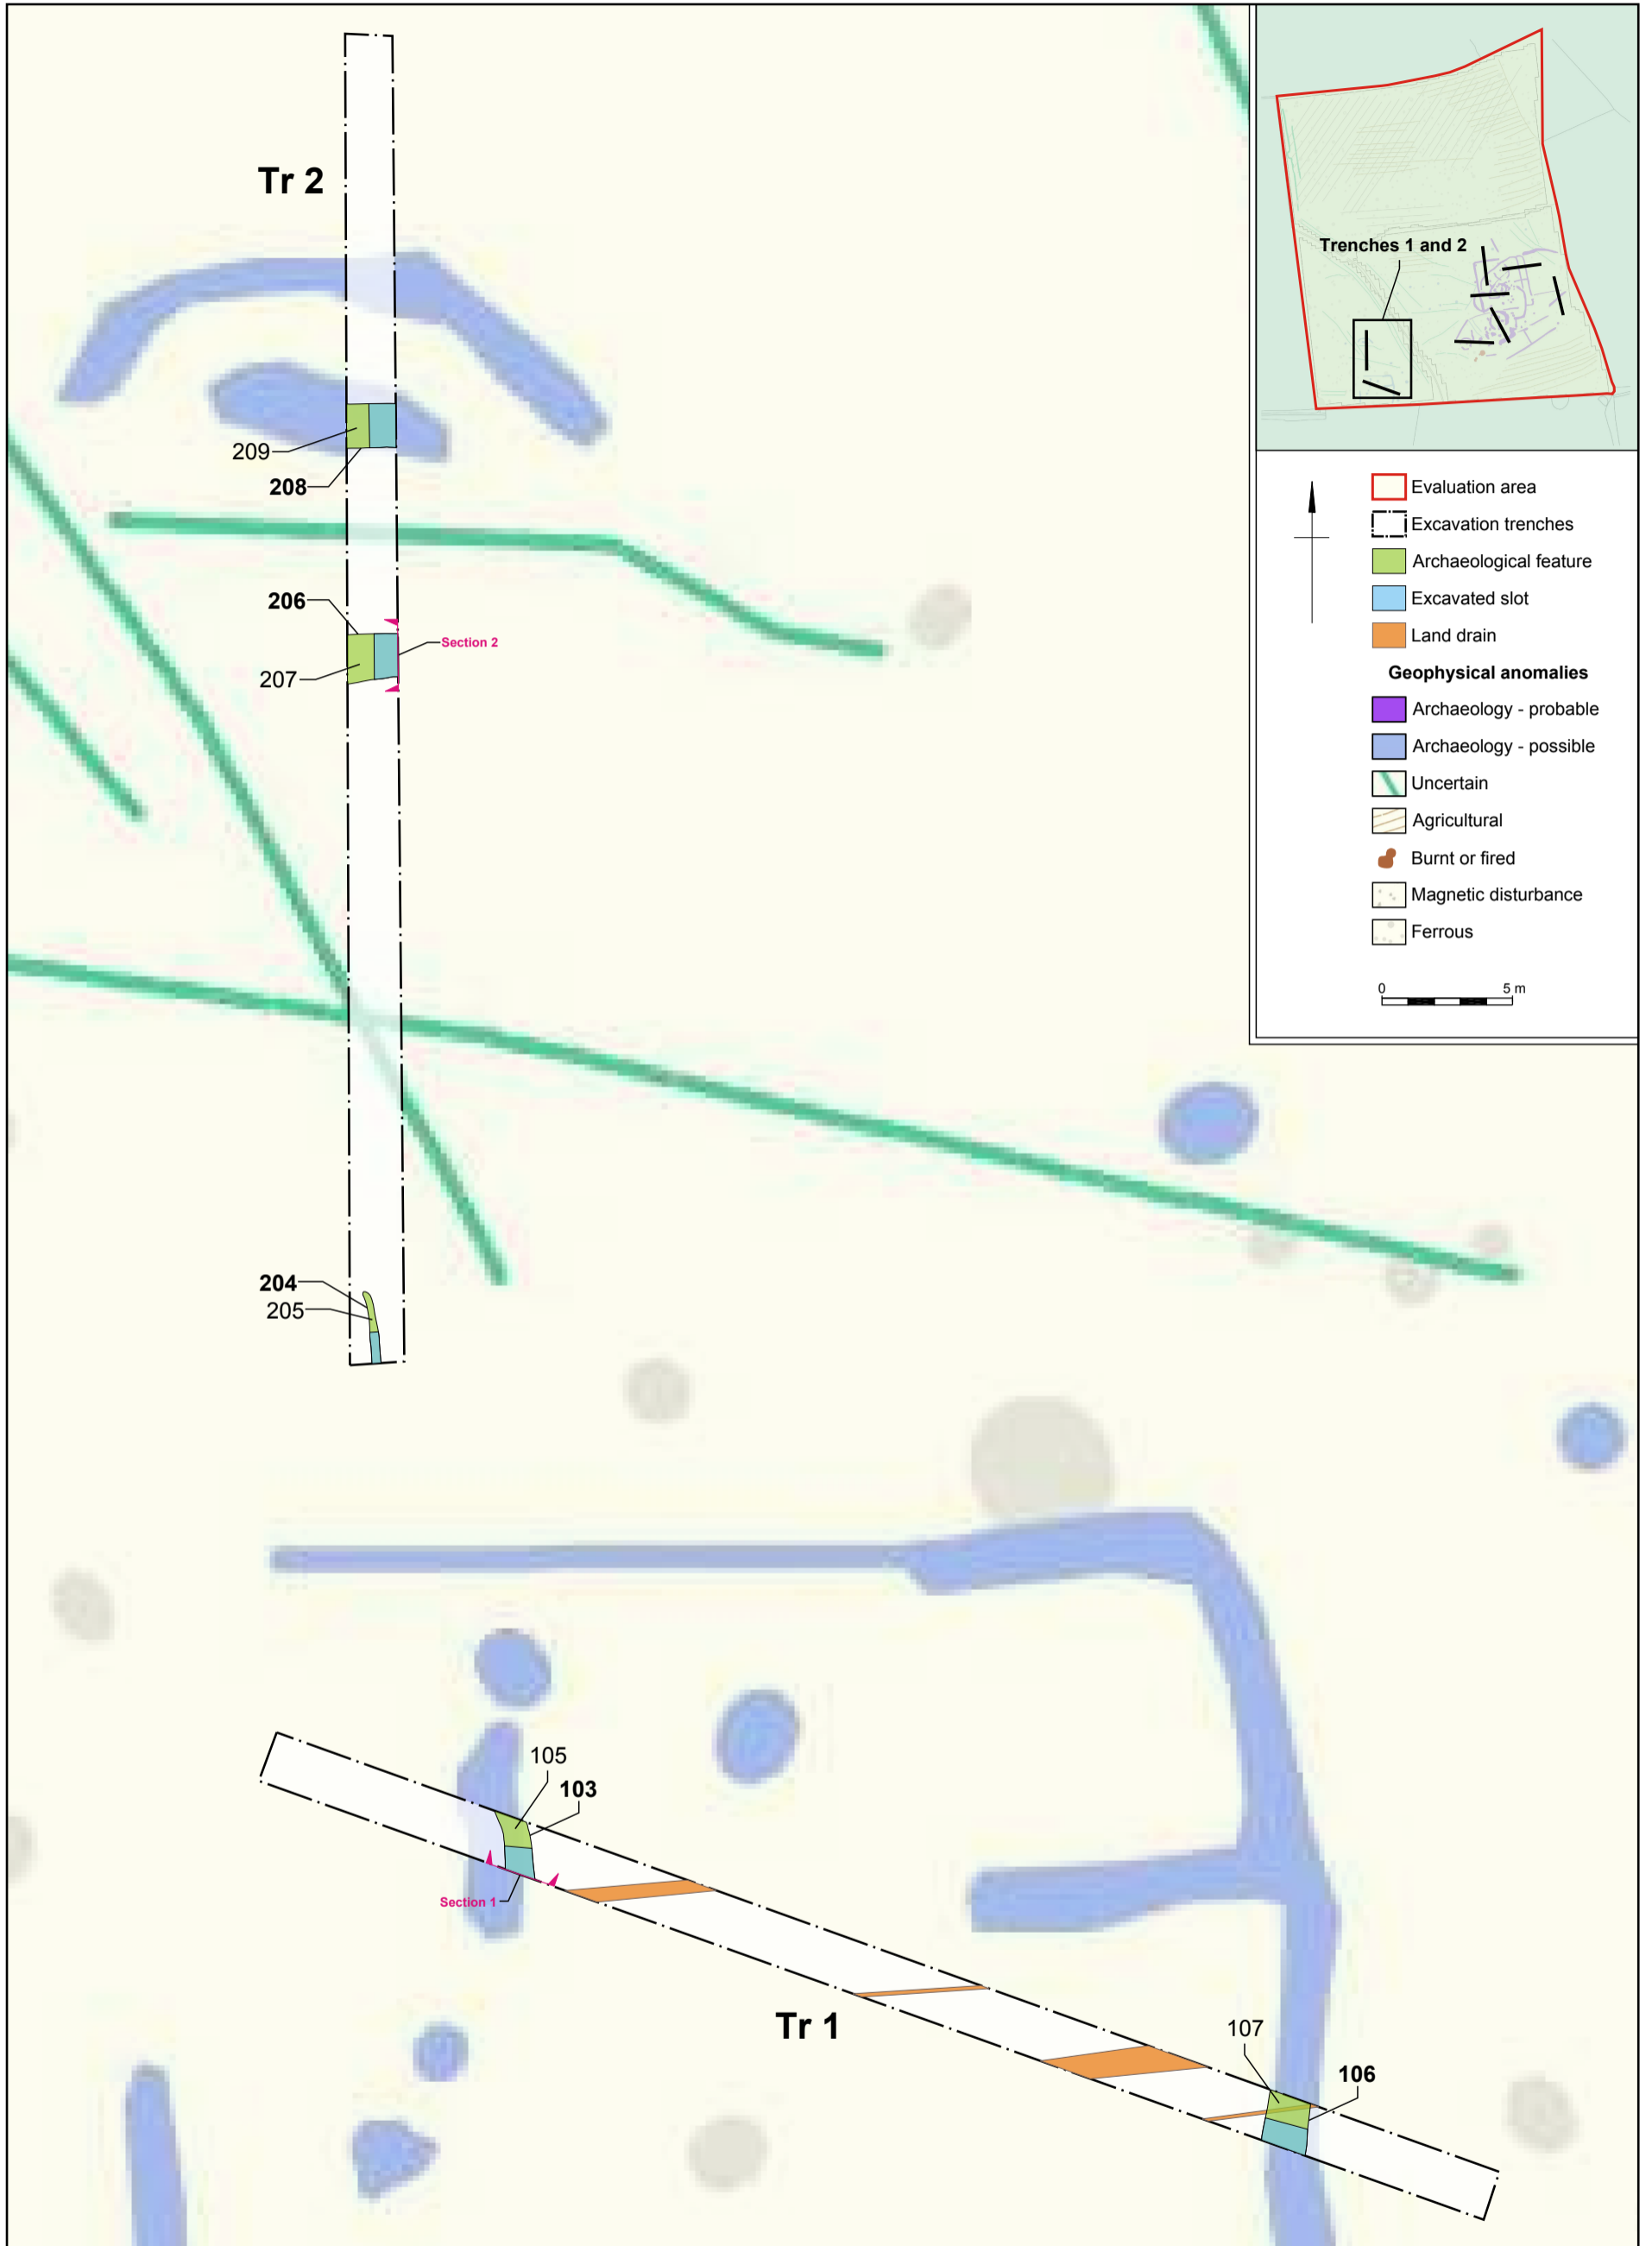 Tr 2
209
208
206
Section 2
207
204
205
105
103
Section 1
Tr 1
107
106
Trenches 1 and 2
Evaluation area
Excavation trenches
Archaeological feature
Excavated slot
Land drain
Geophysical anomalies
Archaeology - probable
Archaeology - possible
Uncertain
Agricultural
Burnt or fired
Magnetic disturbance
Ferrous
0 5 m